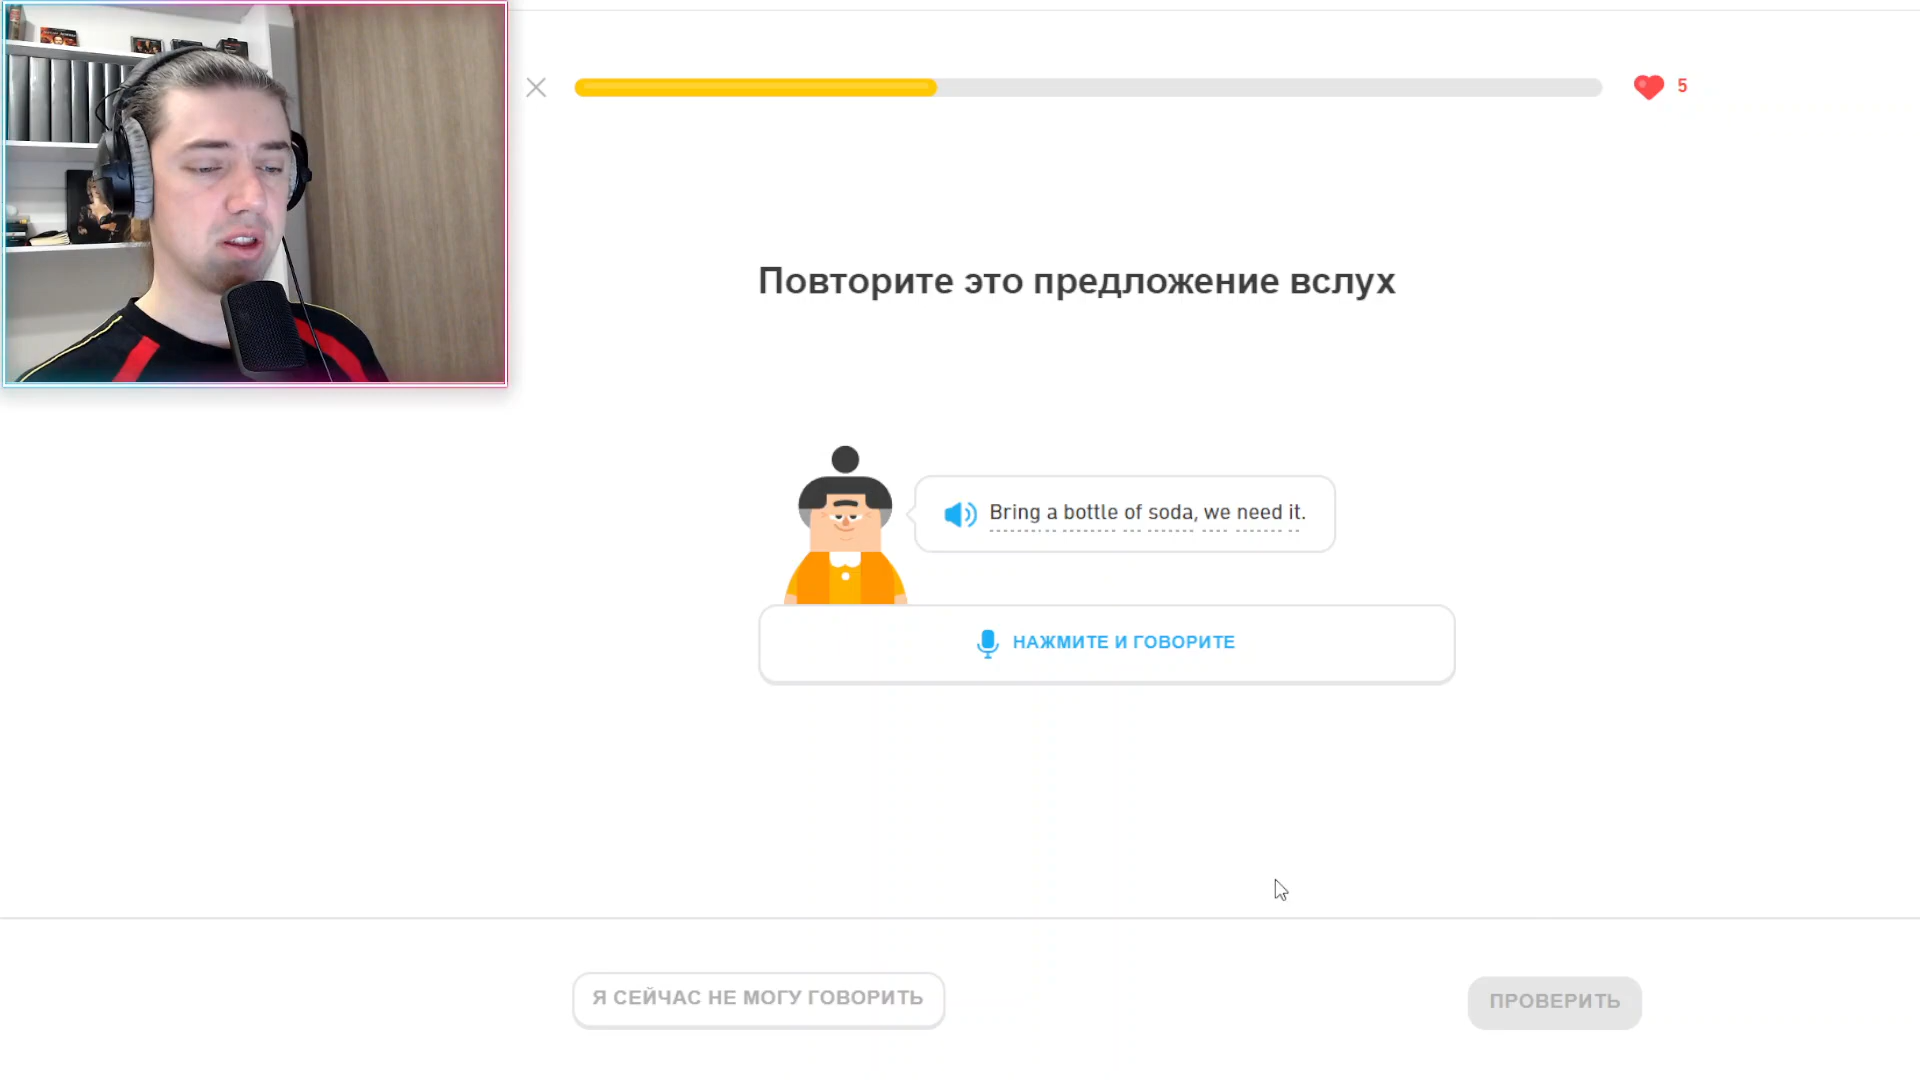 5
Повторите это предложение вслух
Bring a bottle of soda, we need it.
НАЖМИТЕ И ГОВОРИТЕ
Я СЕЙЧАС НЕ МОГУ ГОВОРИТЬ
ПРОВЕРИТЬ